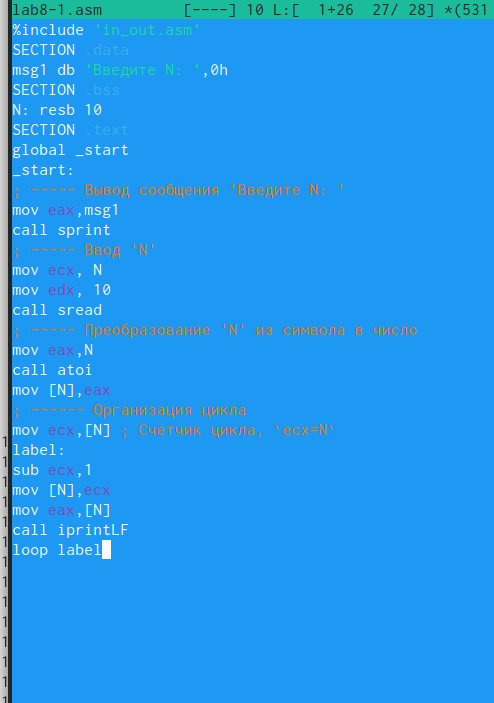 lab8-1.asm [----] 10 L:[ 1+26 27/ 28] *(531
%include 'in_out.asm'
SECTION .data
msg1 db 'Введите N: ',0h
SECTION .bss
N: resb 10
SECTION .text
global _start
_start:
; ----- Вывод сообщения 'Введите N: '
mov eax,msg1
call sprint
; ----- Ввод 'N'
mov ecx, N
mov edx, 10
call sread
; ----- Преобразование 'N' из символа в число
mov eax,N
call atoi
mov [N],eax
; ------ Организация цикла
mov ecx,[N] ; Счетчик цикла, `ecx=N`
label:
sub ecx,1
mov [N],ecx
mov eax,[N]
call iprintLF
loop label